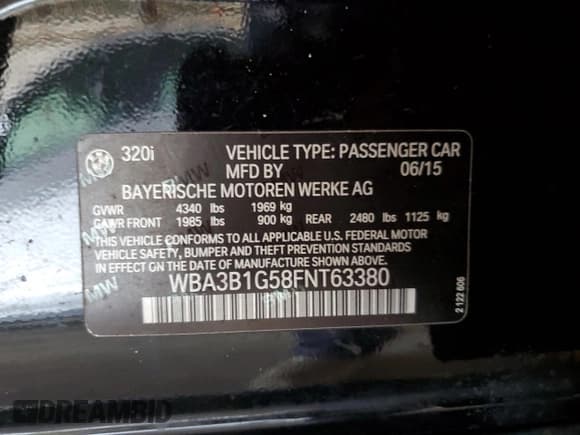 320i VEHICLE TYPE: PASSENGER CAR
MFD BY 06/15
BAYERISCHE MOTOREN WERKE AG
GVWR 4340 lbs 1969 kg
GAWR FRONT 1985 lbs 900 kg REAR 2480 lbs 1125 kg
THIS VEHICLE CONFORMS TO ALL APPLICABLE U.S. FEDERAL MOTOR
VEHICLE SAFETY, BUMPER AND THEFT PREVENTION STANDARDS
IN EFFECT ON THE DATE OF MANUFACTURE SHOWN ABOVE.
WBA3B1G58FNT63380
2 122 606
DREAMBID